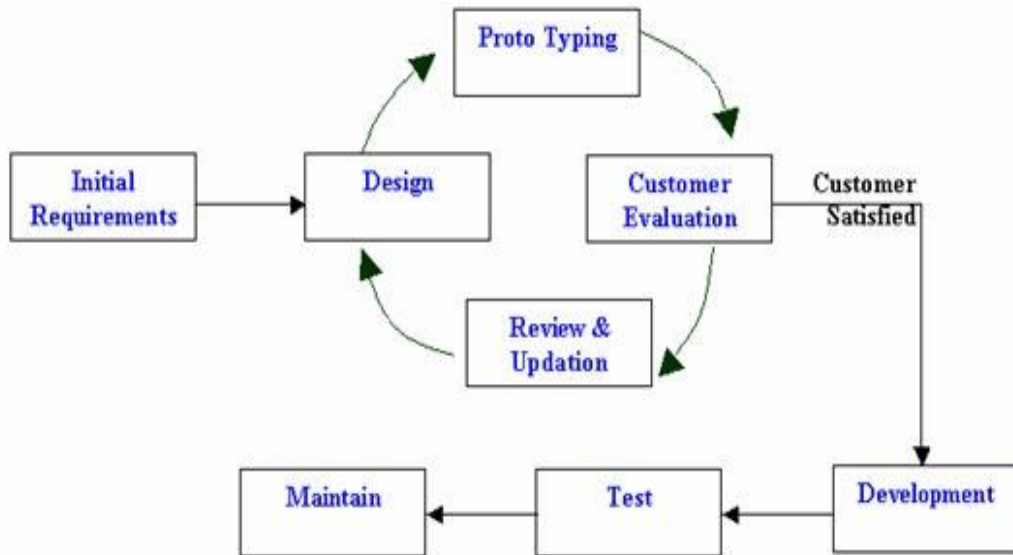 Proto Typing
Initial
Requirements
Design
Customer
Evaluation
Customer
Satisfied
Review &
Updation
Maintain
Test
Development